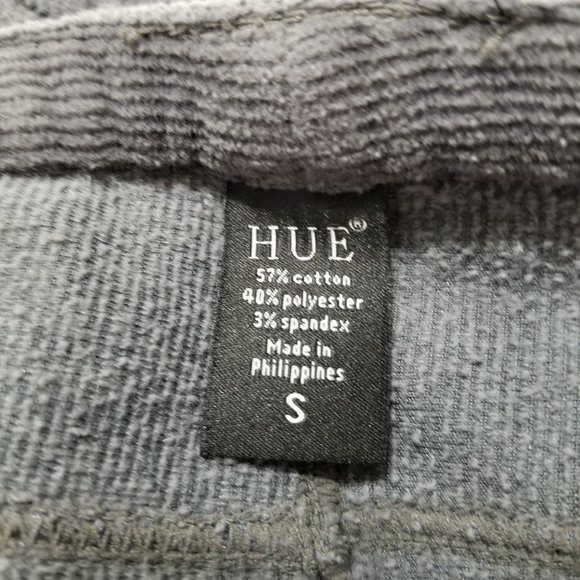 HUE®
57% cotton
40% polyester
3% spandex
Made in
Philippines
S